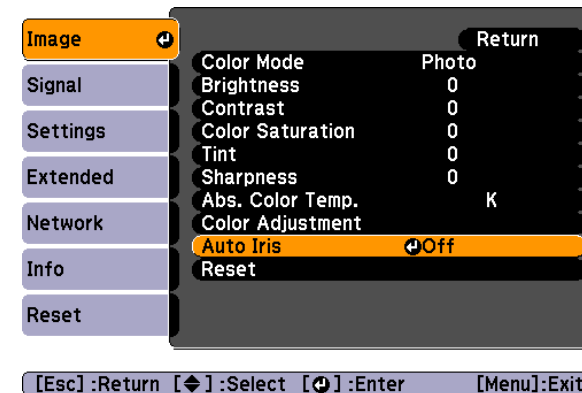 Image
Signal
Settings
Extended
Network
Info
Reset
Return
Color Mode Photo
Brightness 0
Contrast 0
Color Saturation 0
Tint 0
Sharpness 0
Abs. Color Temp. K
Color Adjustment
Auto Iris Off
Reset
[Esc] :Return [ ] :Select [ ] :Enter [Menu]:Exit